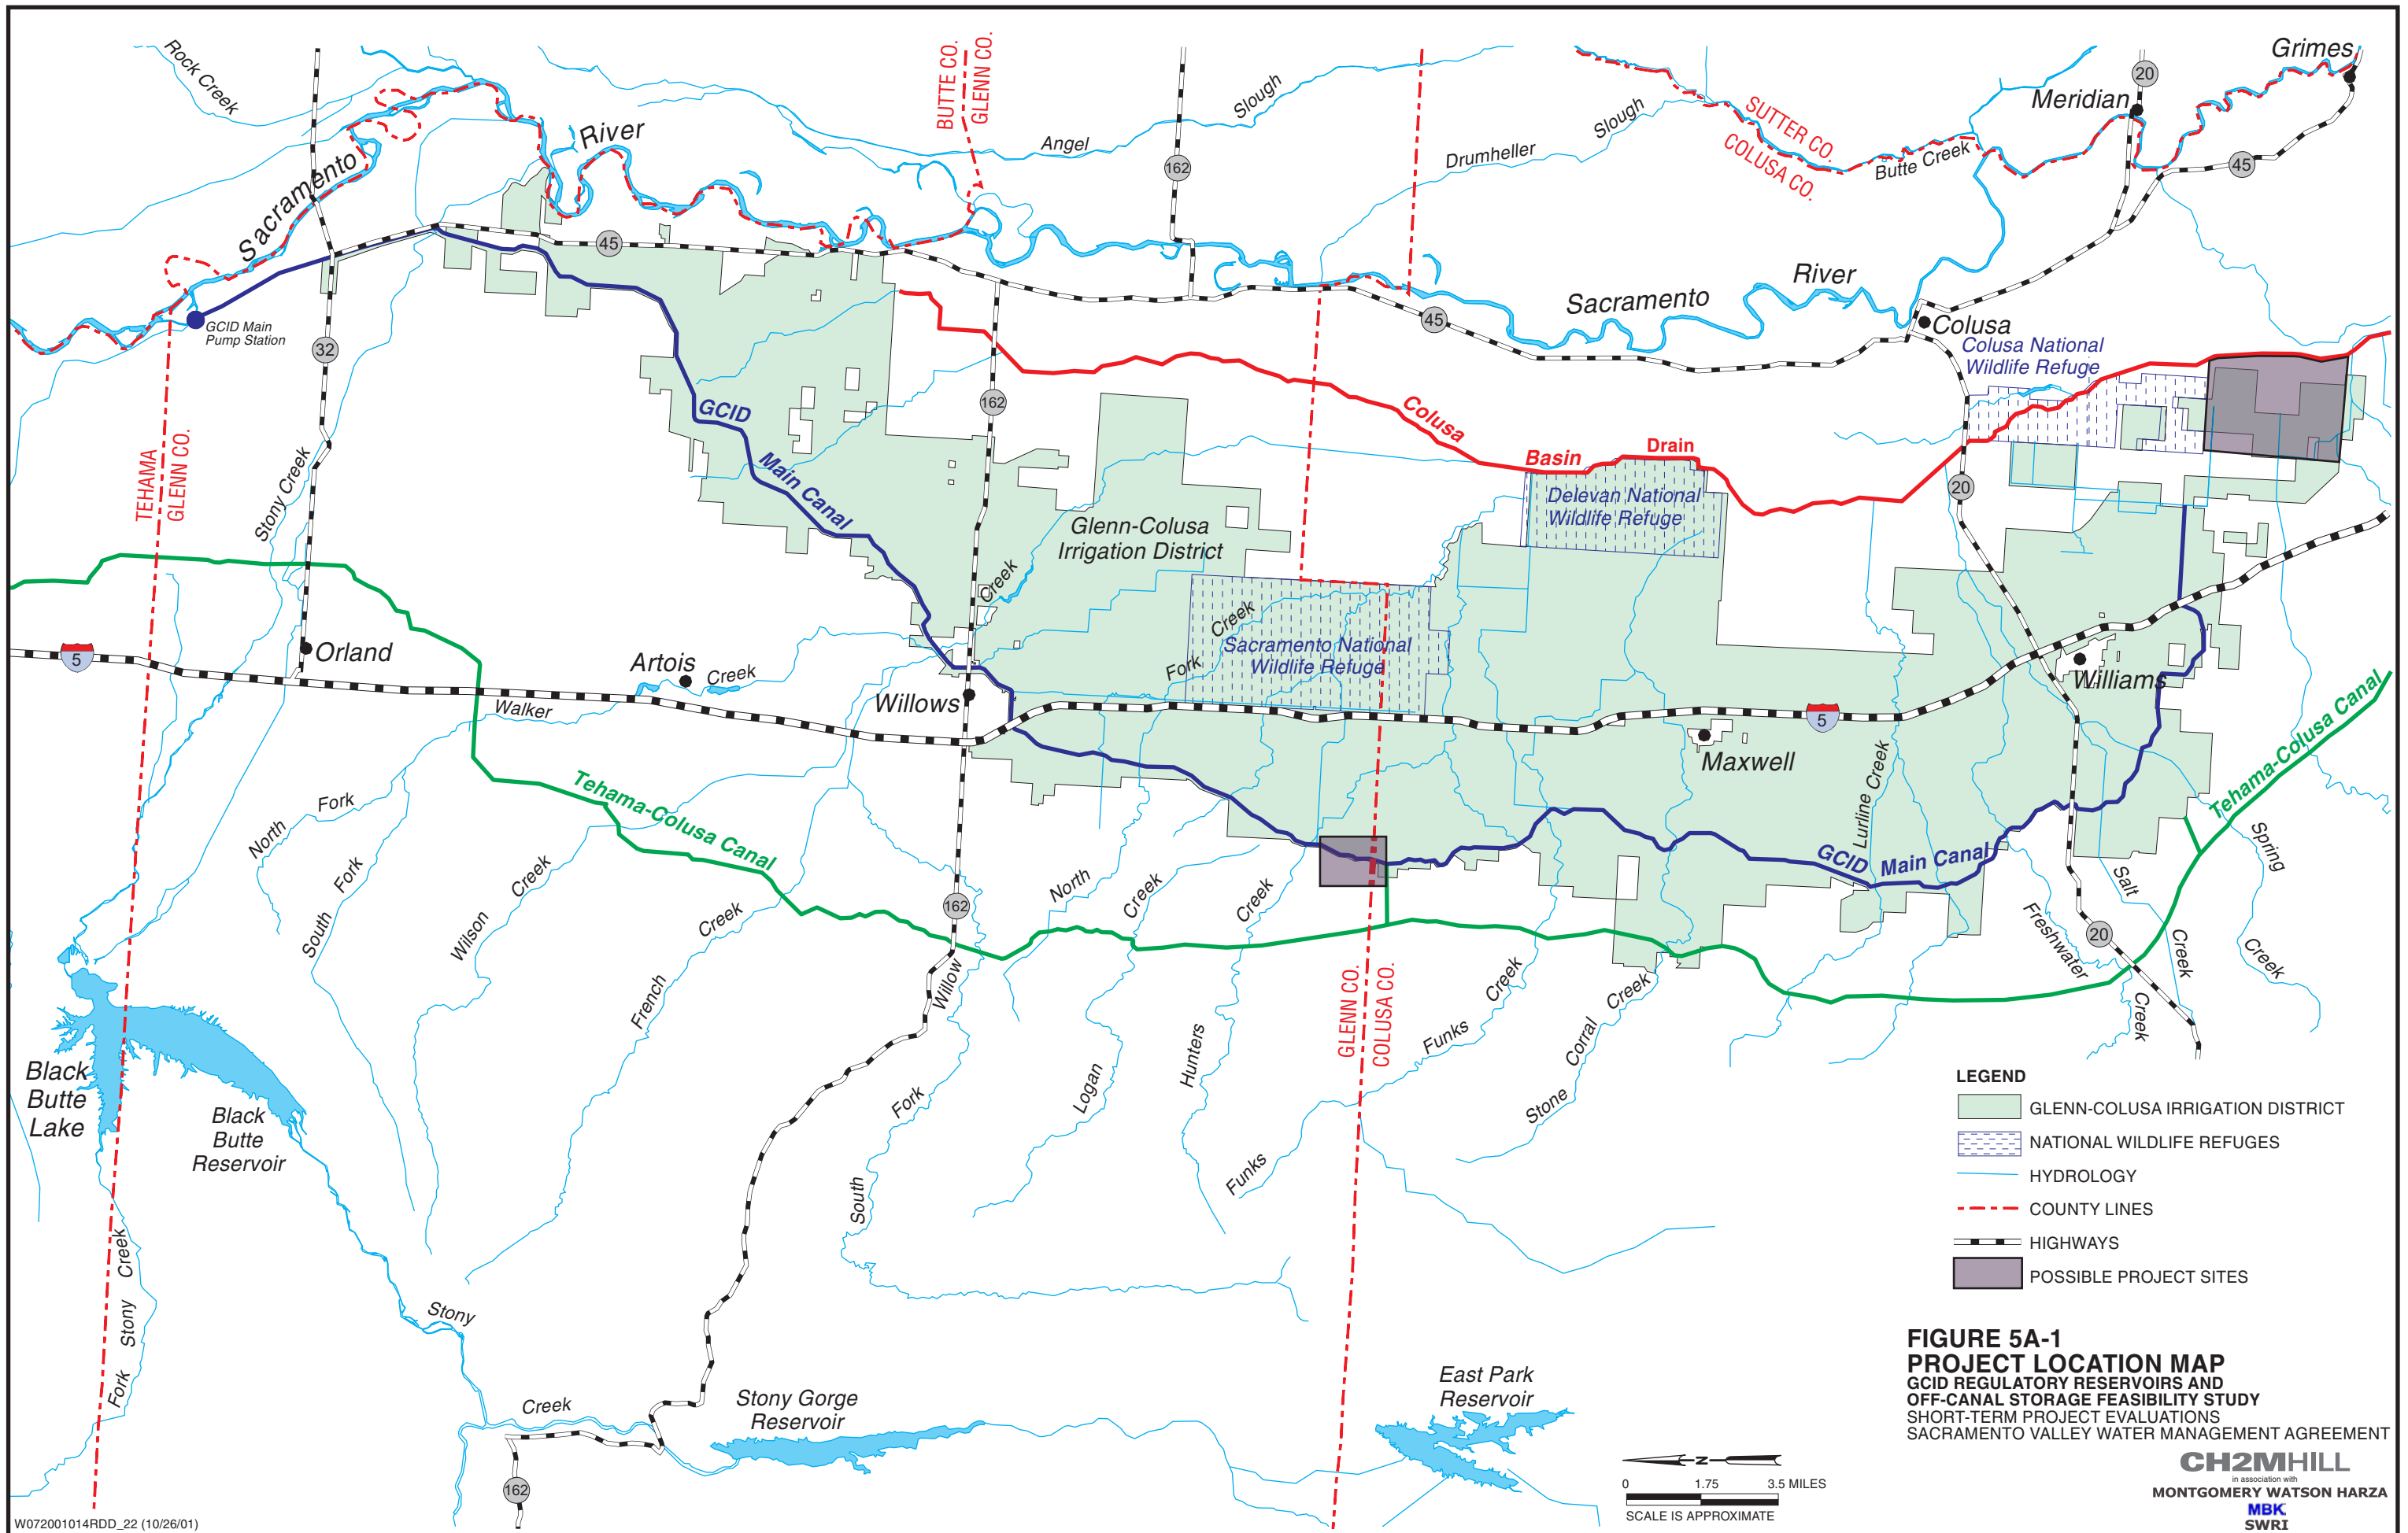 Rock Creek
Sacramento
River
BUTTE CO.
GLENN CO.
Angel
Slough
162
Drumheller
Slough
SUTTER CO.
COLUSA CO.
Butte Creek
20
Meridian
Grimes
45
45
GCID Main
Pump Station
32
TEHAMA
GLENN CO.
Stony Creek
GCID
Main Canal
162
Sacramento
River
45
Colusa
Colusa National
Wildlife Refuge
Colusa
Basin
Drain
Delevan National
Wildlife Refuge
20
Glenn-Colusa
Irrigation District
Creek
Creek
Fork
Sacramento National
Wildlife Refuge
5
Orland
Artois
Creek
Walker
Willows
Williams
5
Maxwell
Lurline Creek
Tehama-Colusa Canal
Tehama-Colusa Canal
GCID
Main Canal
North
Fork
South
Fork
Wilson
Creek
French
Creek
162
Willow
North
Creek
Creek
Logan
Hunters
GLENN CO.
COLUSA CO.
Funks
Creek
Funks
Stone
Corral
Creek
Freshwater
Creek
Salt
Creek
20
Spring
Creek
South
Fork
Black
Butte
Lake
Black
Butte
Reservoir
Fork
Stony
Creek
Stony
Creek
162
Stony Gorge
Reservoir
East Park
Reservoir
LEGEND
GLENN-COLUSA IRRIGATION DISTRICT
NATIONAL WILDLIFE REFUGES
HYDROLOGY
COUNTY LINES
HIGHWAYS
POSSIBLE PROJECT SITES
N
0 1.75 3.5 MILES
SCALE IS APPROXIMATE
FIGURE 5A-1
PROJECT LOCATION MAP
GCID REGULATORY RESERVOIRS AND
OFF-CANAL STORAGE FEASIBILITY STUDY
SHORT-TERM PROJECT EVALUATIONS
SACRAMENTO VALLEY WATER MANAGEMENT AGREEMENT
CH2MHILL
in association with
MONTGOMERY WATSON HARZA
MBK
SWRI
W072001014RDD_22 (10/26/01)